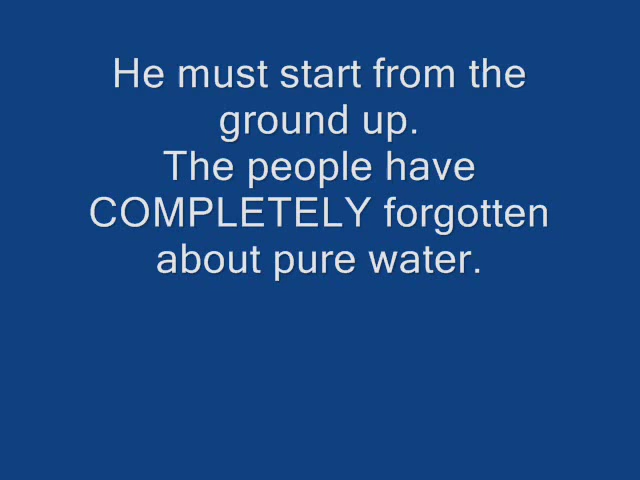 He must start from the
ground up.
The people have
COMPLETELY forgotten
about pure water.